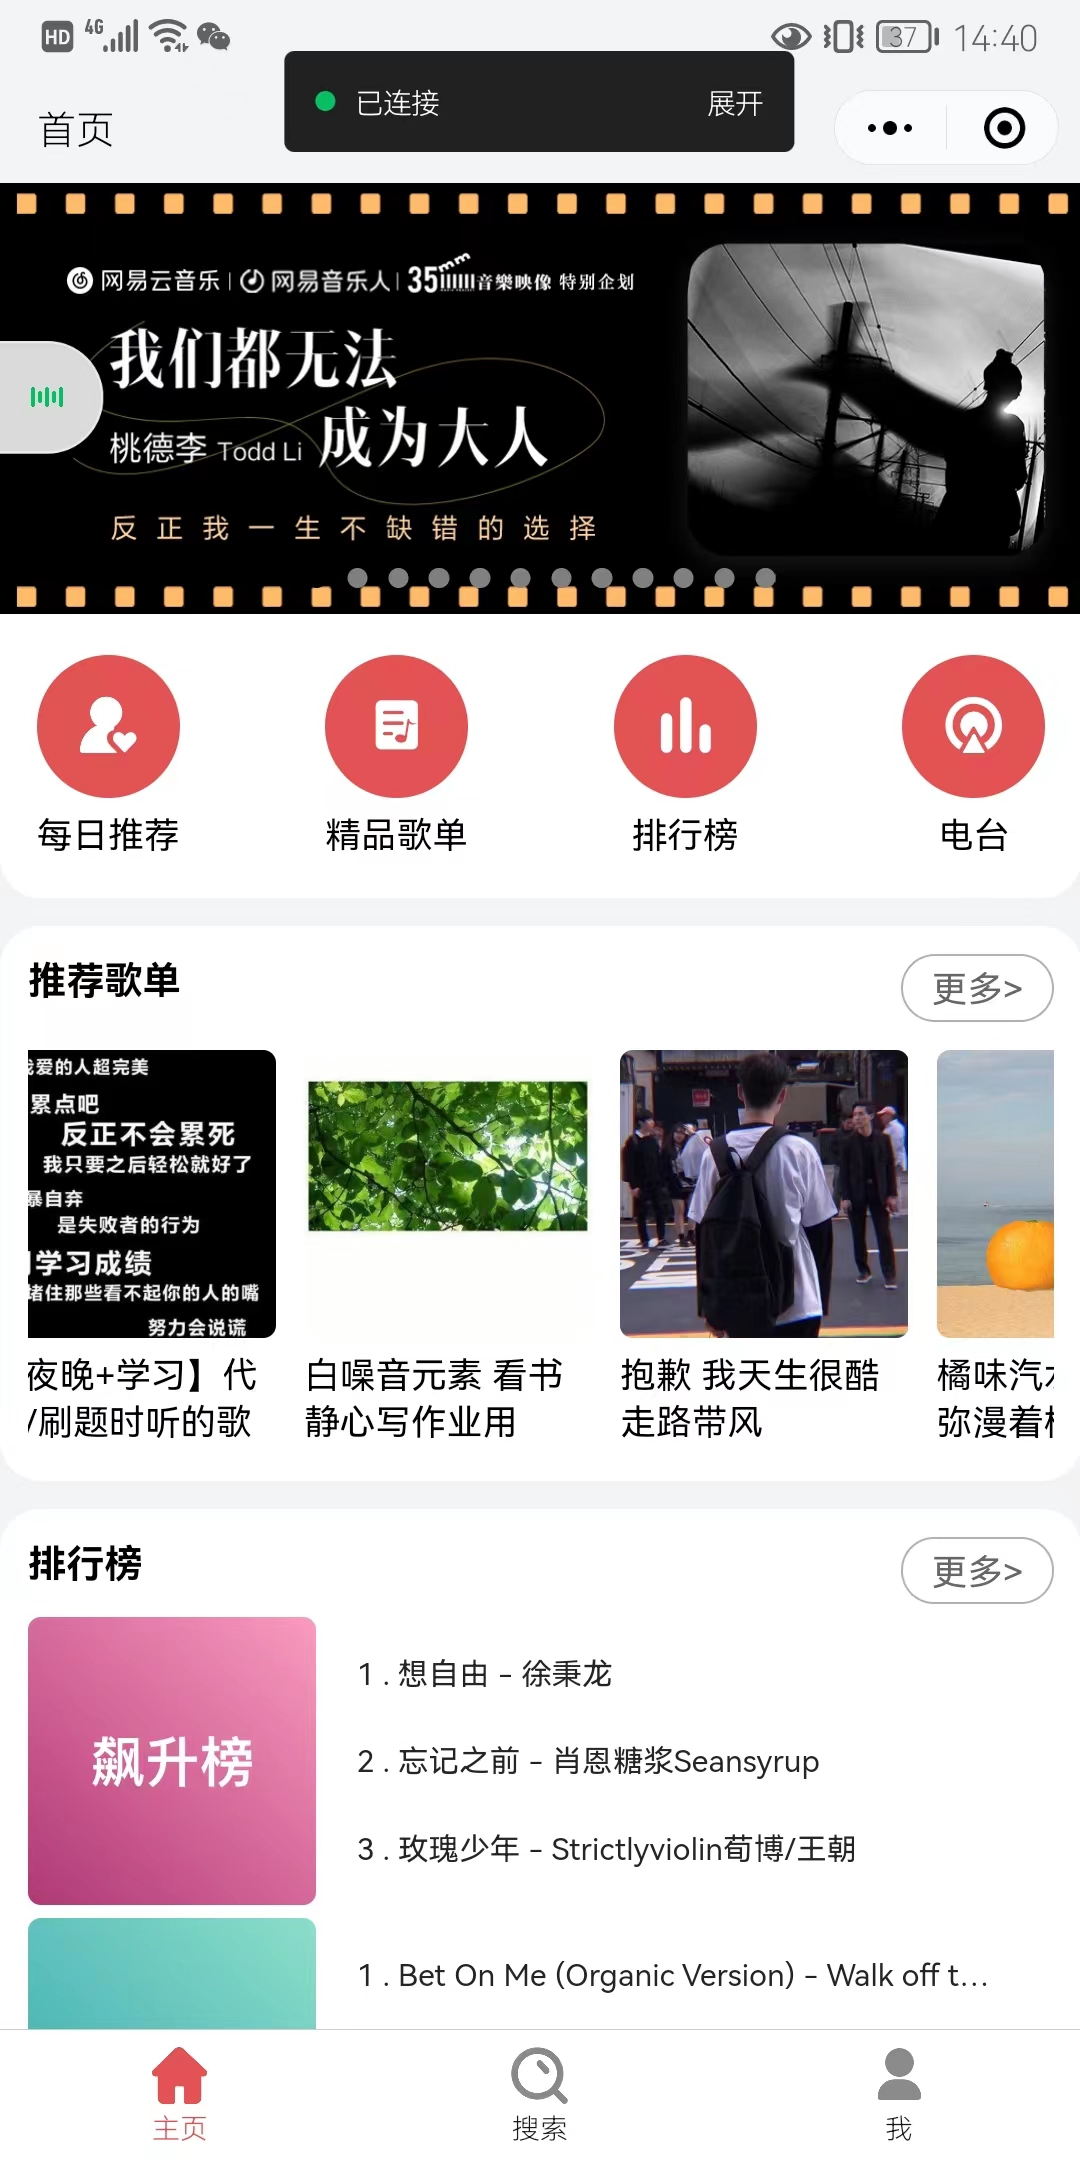 HD 4G 37 14:40
首页
已连接 展开
网易云音乐 | 网易音乐人 | 35 音樂映像 特别企划
我们都无法
桃德李 Todd Li 成为大人
反正我一生不缺错的选择
每日推荐 精品歌单 排行榜 电台
推荐歌单 更多>
爱的人超完美
累点吧
反正不会累死
我只要之后轻松就好了
暴自弃
是失败者的行为
学习成绩
堵住那些看不起你的人的嘴
努力会说谎
夜晚+学习】代
/刷题时听的歌
白噪音元素 看书
静心写作业用
抱歉 我天生很酷
走路带风
橘味汽
弥漫着
排行榜 更多>
飙升榜
1 . 想自由 - 徐秉龙
2 . 忘记之前 - 肖恩糖浆Seansyrup
3 . 玫瑰少年 - Strictlyviolin荀博/王朝
1 . Bet On Me (Organic Version) - Walk off t...
主页 搜索 我